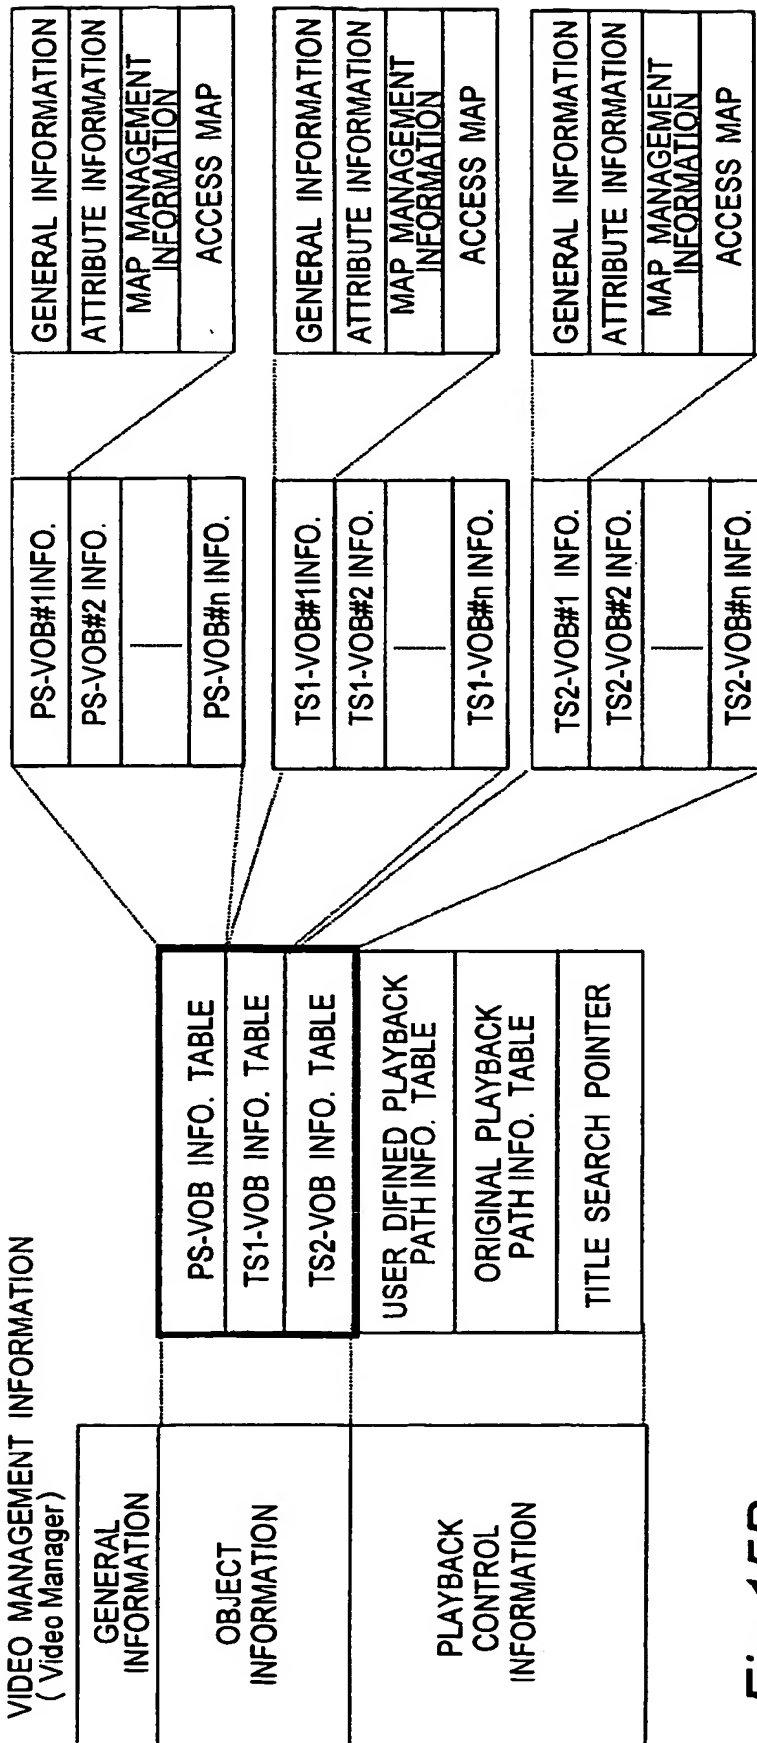 VIDEO MANAGEMENT INFORMATION
( Video Manager )
GENERAL
INFORMATION
OBJECT
INFORMATION
PLAYBACK
CONTROL
INFORMATION
PS-VOB INFO. TABLE
TS1-VOB INFO. TABLE
TS2-VOB INFO. TABLE
USER DIFINED PLAYBACK
PATH INFO. TABLE
ORIGINAL PLAYBACK
PATH INFO. TABLE
TITLE SEARCH POINTER
PS-VOB#1INFO.
PS-VOB#2 INFO.
PS-VOB#n INFO.
TS1-VOB#1INFO.
TS1-VOB#2 INFO.
TS1-VOB#n INFO.
TS2-VOB#1 INFO.
TS2-VOB#2 INFO.
TS2-VOB#n INFO.
GENERAL INFORMATION
ATTRIBUTE INFORMATION
MAP MANAGEMENT
INFORMATION
ACCESS MAP
GENERAL INFORMATION
ATTRIBUTE INFORMATION
MAP MANAGEMENT
INFORMATION
ACCESS MAP
GENERAL INFORMATION
ATTRIBUTE INFORMATION
MAP MANAGEMENT
INFORMATION
ACCESS MAP